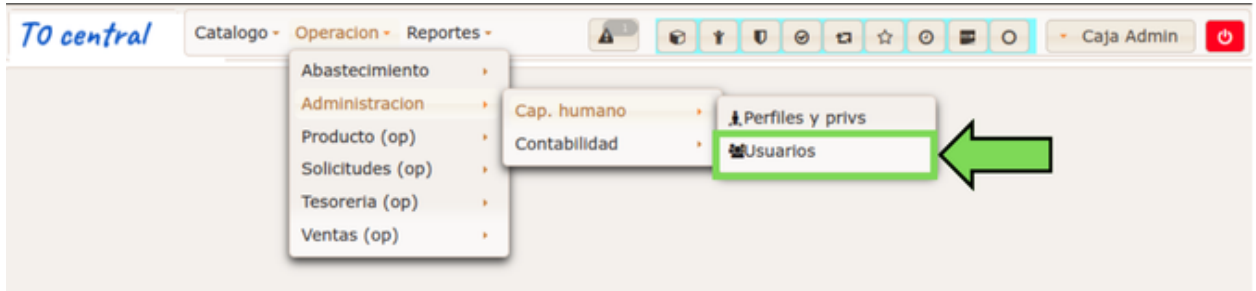 TO central Catalogo Operacion Reportes 1 Caja Admin
Abastecimiento
Administracion
Producto (op)
Solicitudes (op)
Tesoreria (op)
Ventas (op)
Cap. humano
Contabilidad
Perfiles y privs
Usuarios